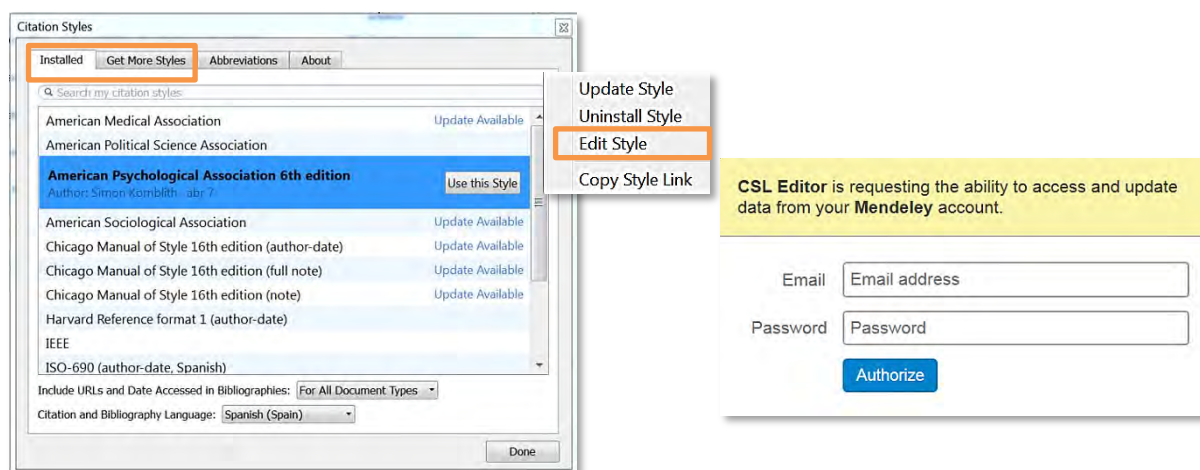 Citation Styles
Installed Get More Styles Abbreviations About
Search my citation styles
American Medical Association Update Available
American Political Science Association
American Psychological Association 6th edition
Author: Simon Kornblith abr 7
Use this Style
American Sociological Association Update Available
Chicago Manual of Style 16th edition (author-date) Update Available
Chicago Manual of Style 16th edition (full note) Update Available
Chicago Manual of Style 16th edition (note) Update Available
Harvard Reference format 1 (author-date)
IEEE
ISO-690 (author-date, Spanish)
Include URLs and Date Accessed in Bibliographies: For All Document Types
Citation and Bibliography Language: Spanish (Spain)
Done
Update Style
Uninstall Style
Edit Style
Copy Style Link
CSL Editor is requesting the ability to access and update
data from your Mendeley account.
Email Email address
Password Password
Authorize